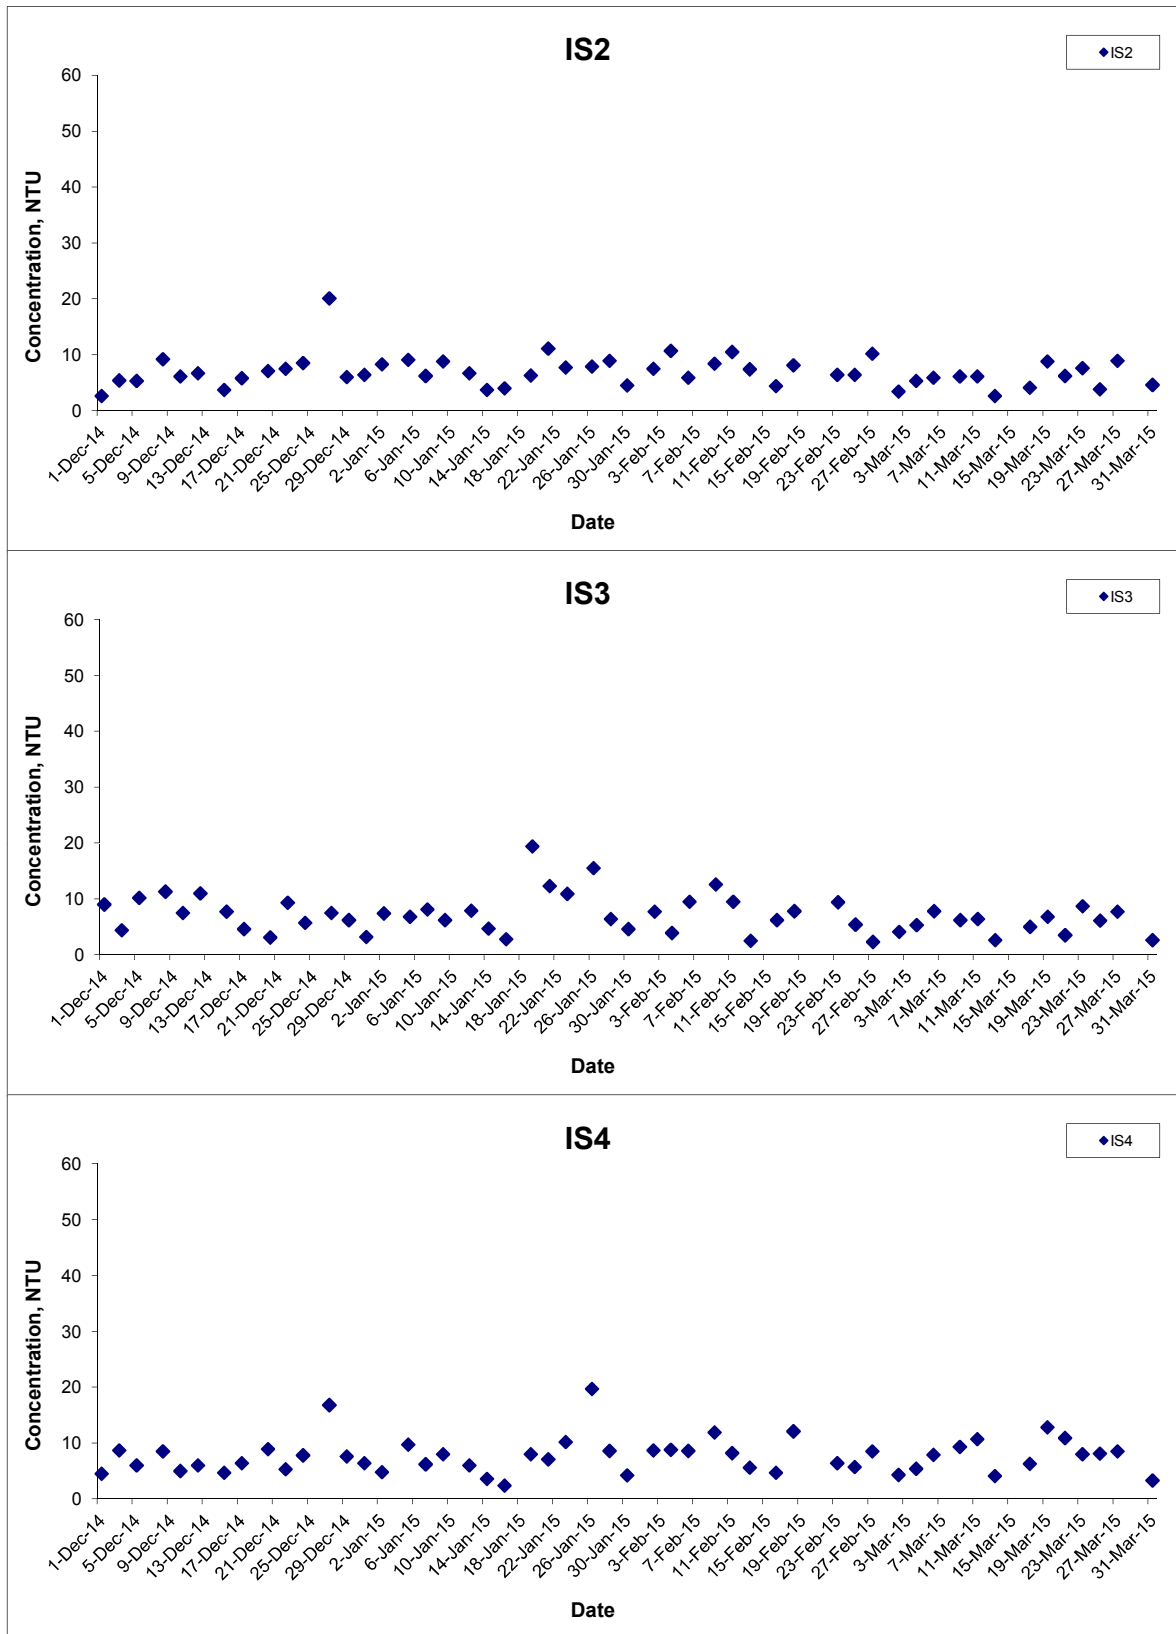 IS2
IS2
60
50
40
30
20
10
0
Concentration, NTU
1-Dec-14
5-Dec-14
9-Dec-14
13-Dec-14
17-Dec-14
21-Dec-14
25-Dec-14
29-Dec-14
2-Jan-15
6-Jan-15
10-Jan-15
14-Jan-15
18-Jan-15
22-Jan-15
26-Jan-15
30-Jan-15
3-Feb-15
7-Feb-15
11-Feb-15
15-Feb-15
19-Feb-15
23-Feb-15
27-Feb-15
3-Mar-15
7-Mar-15
11-Mar-15
15-Mar-15
19-Mar-15
23-Mar-15
27-Mar-15
31-Mar-15
Date
IS3
IS3
60
50
40
30
20
10
0
Concentration, NTU
1-Dec-14
5-Dec-14
9-Dec-14
13-Dec-14
17-Dec-14
21-Dec-14
25-Dec-14
29-Dec-14
2-Jan-15
6-Jan-15
10-Jan-15
14-Jan-15
18-Jan-15
22-Jan-15
26-Jan-15
30-Jan-15
3-Feb-15
7-Feb-15
11-Feb-15
15-Feb-15
19-Feb-15
23-Feb-15
27-Feb-15
3-Mar-15
7-Mar-15
11-Mar-15
15-Mar-15
19-Mar-15
23-Mar-15
27-Mar-15
31-Mar-15
Date
IS4
IS4
60
50
40
30
20
10
0
Concentration, NTU
1-Dec-14
5-Dec-14
9-Dec-14
13-Dec-14
17-Dec-14
21-Dec-14
25-Dec-14
29-Dec-14
2-Jan-15
6-Jan-15
10-Jan-15
14-Jan-15
18-Jan-15
22-Jan-15
26-Jan-15
30-Jan-15
3-Feb-15
7-Feb-15
11-Feb-15
15-Feb-15
19-Feb-15
23-Feb-15
27-Feb-15
3-Mar-15
7-Mar-15
11-Mar-15
15-Mar-15
19-Mar-15
23-Mar-15
27-Mar-15
31-Mar-15
Date